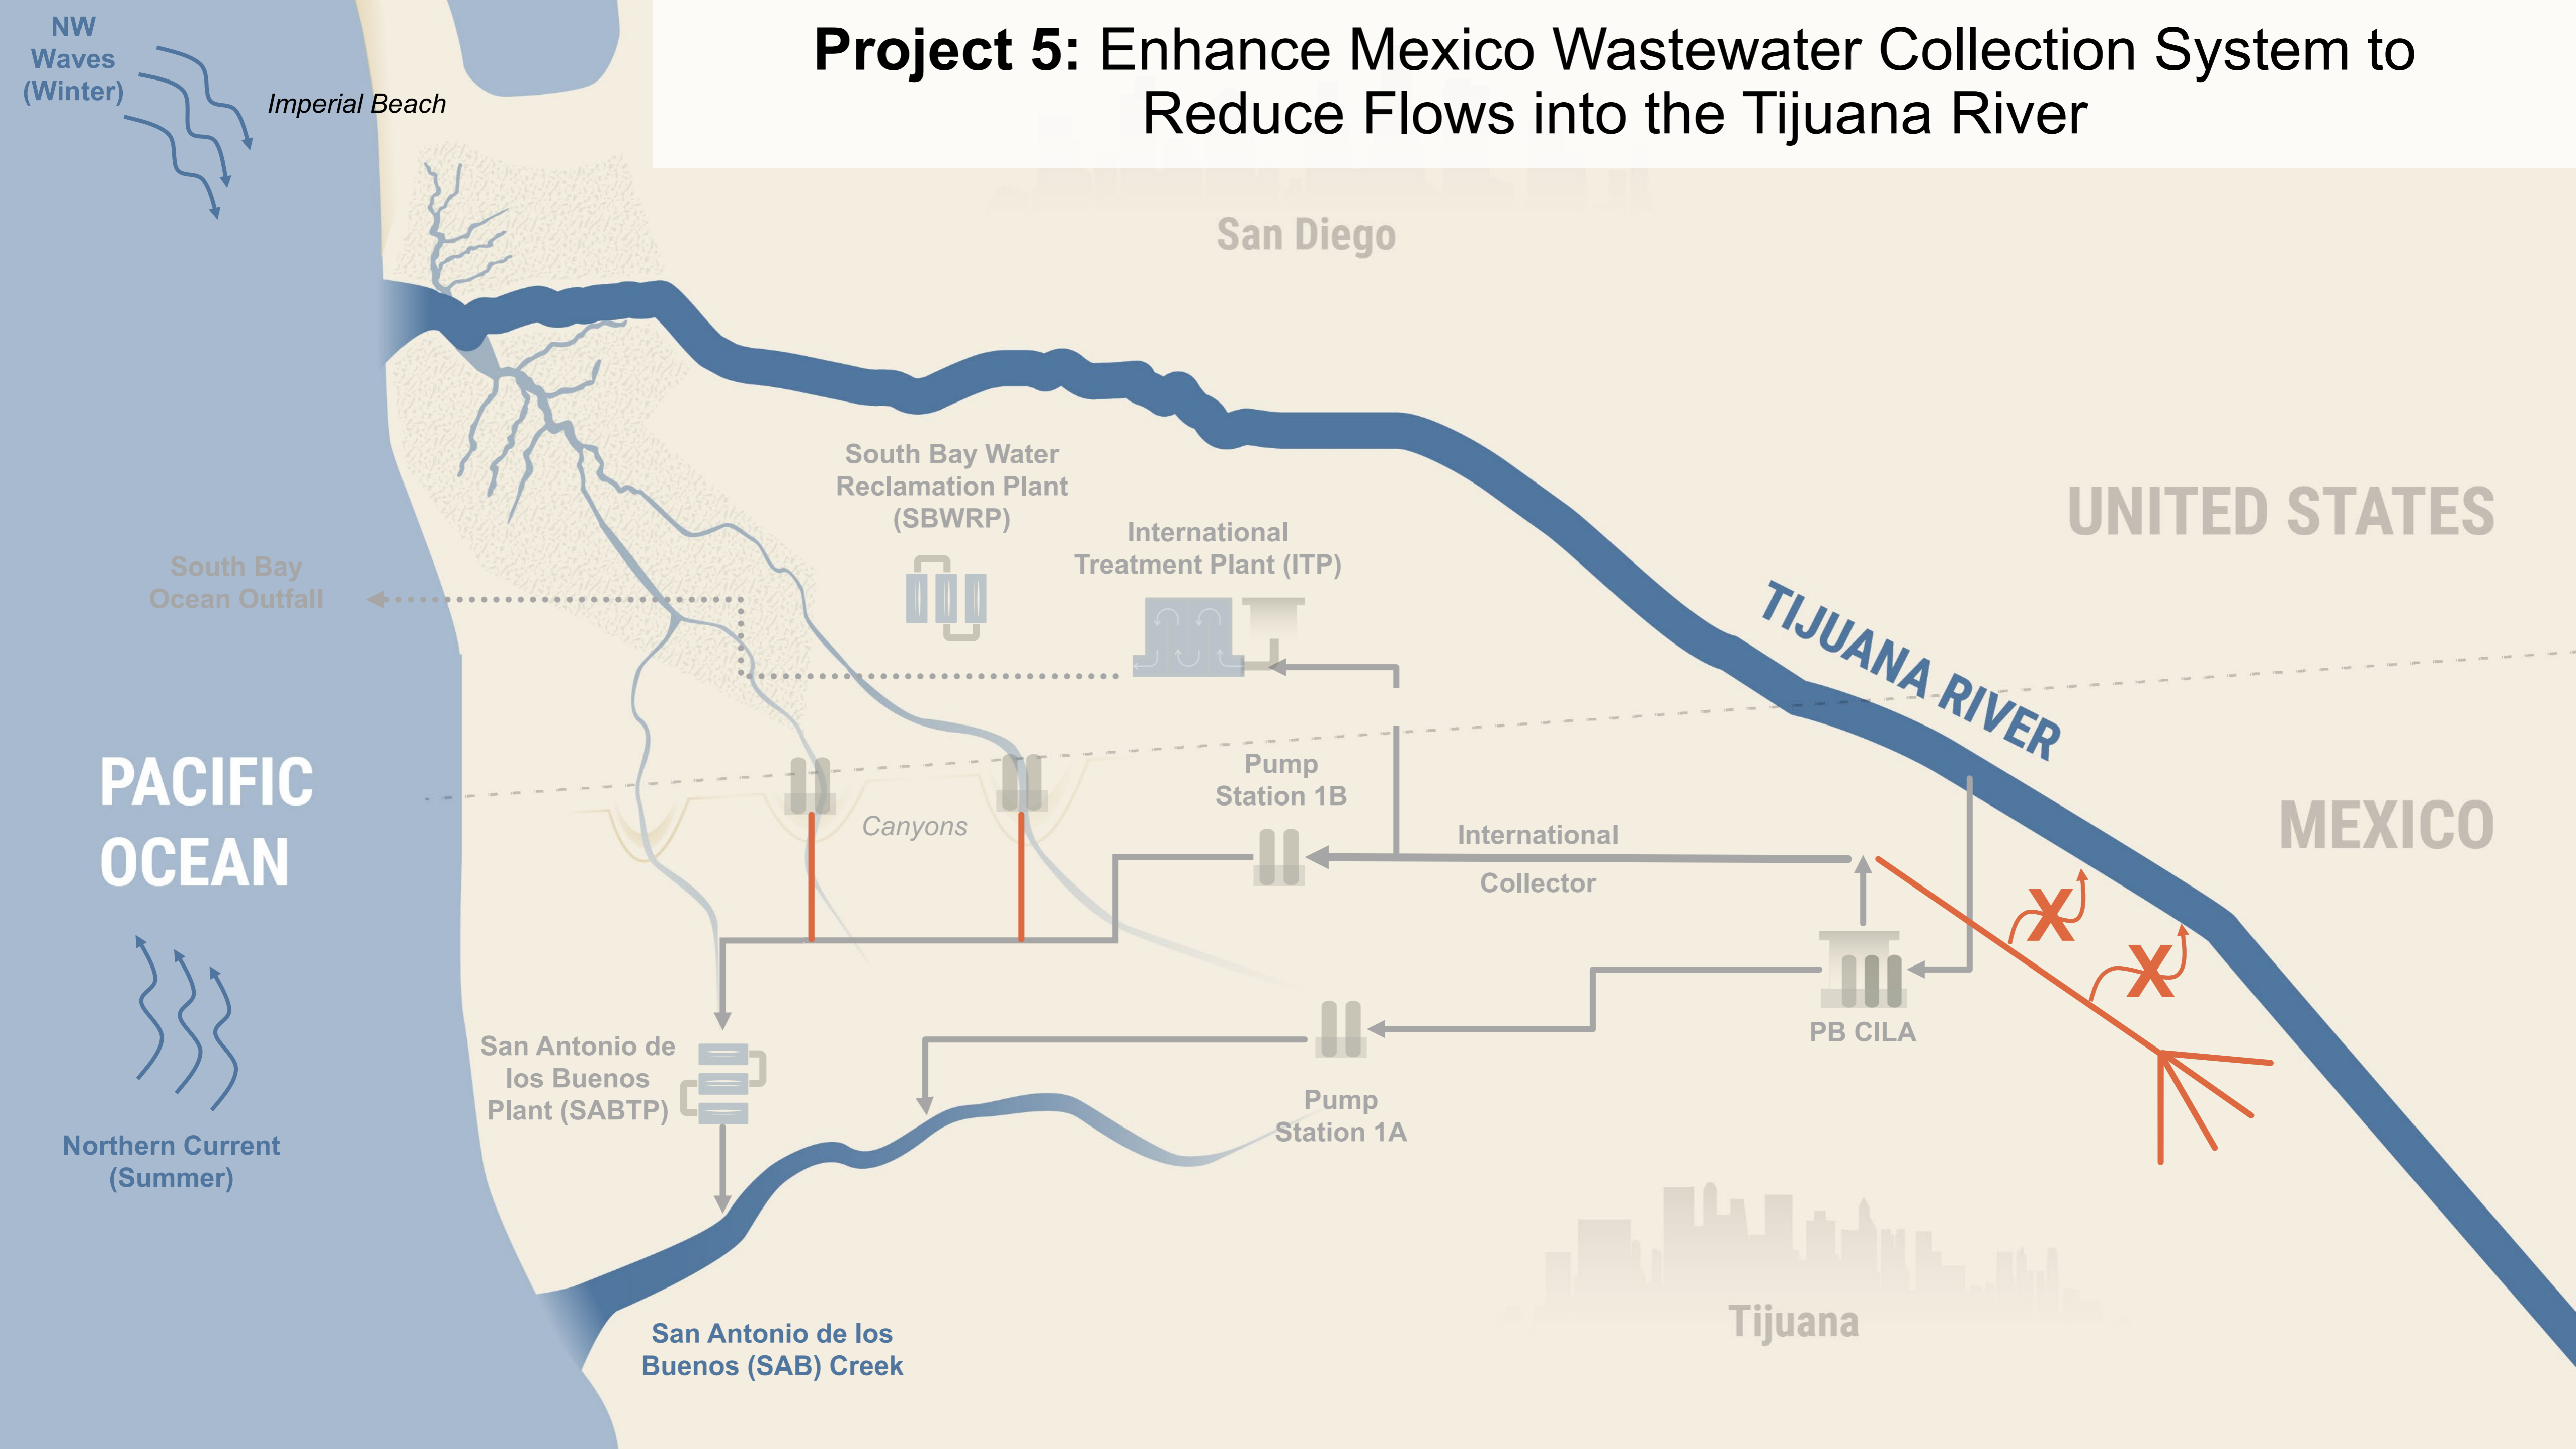 Project 5: Enhance Mexico Wastewater Collection System to
Reduce Flows into the Tijuana River
NW
Waves
(Winter)
Imperial Beach
San Diego
South Bay Water
Reclamation Plant
(SBWRP)
International
Treatment Plant (ITP)
UNITED STATES
South Bay
Ocean Outfall
TIJUANA RIVER
PACIFIC
OCEAN
Canyons
Pump
Station 1B
International
Collector
MEXICO
PB CILA
San Antonio de
los Buenos
Plant (SABTP)
Pump
Station 1A
Northern Current
(Summer)
Tijuana
San Antonio de los
Buenos (SAB) Creek
X
X